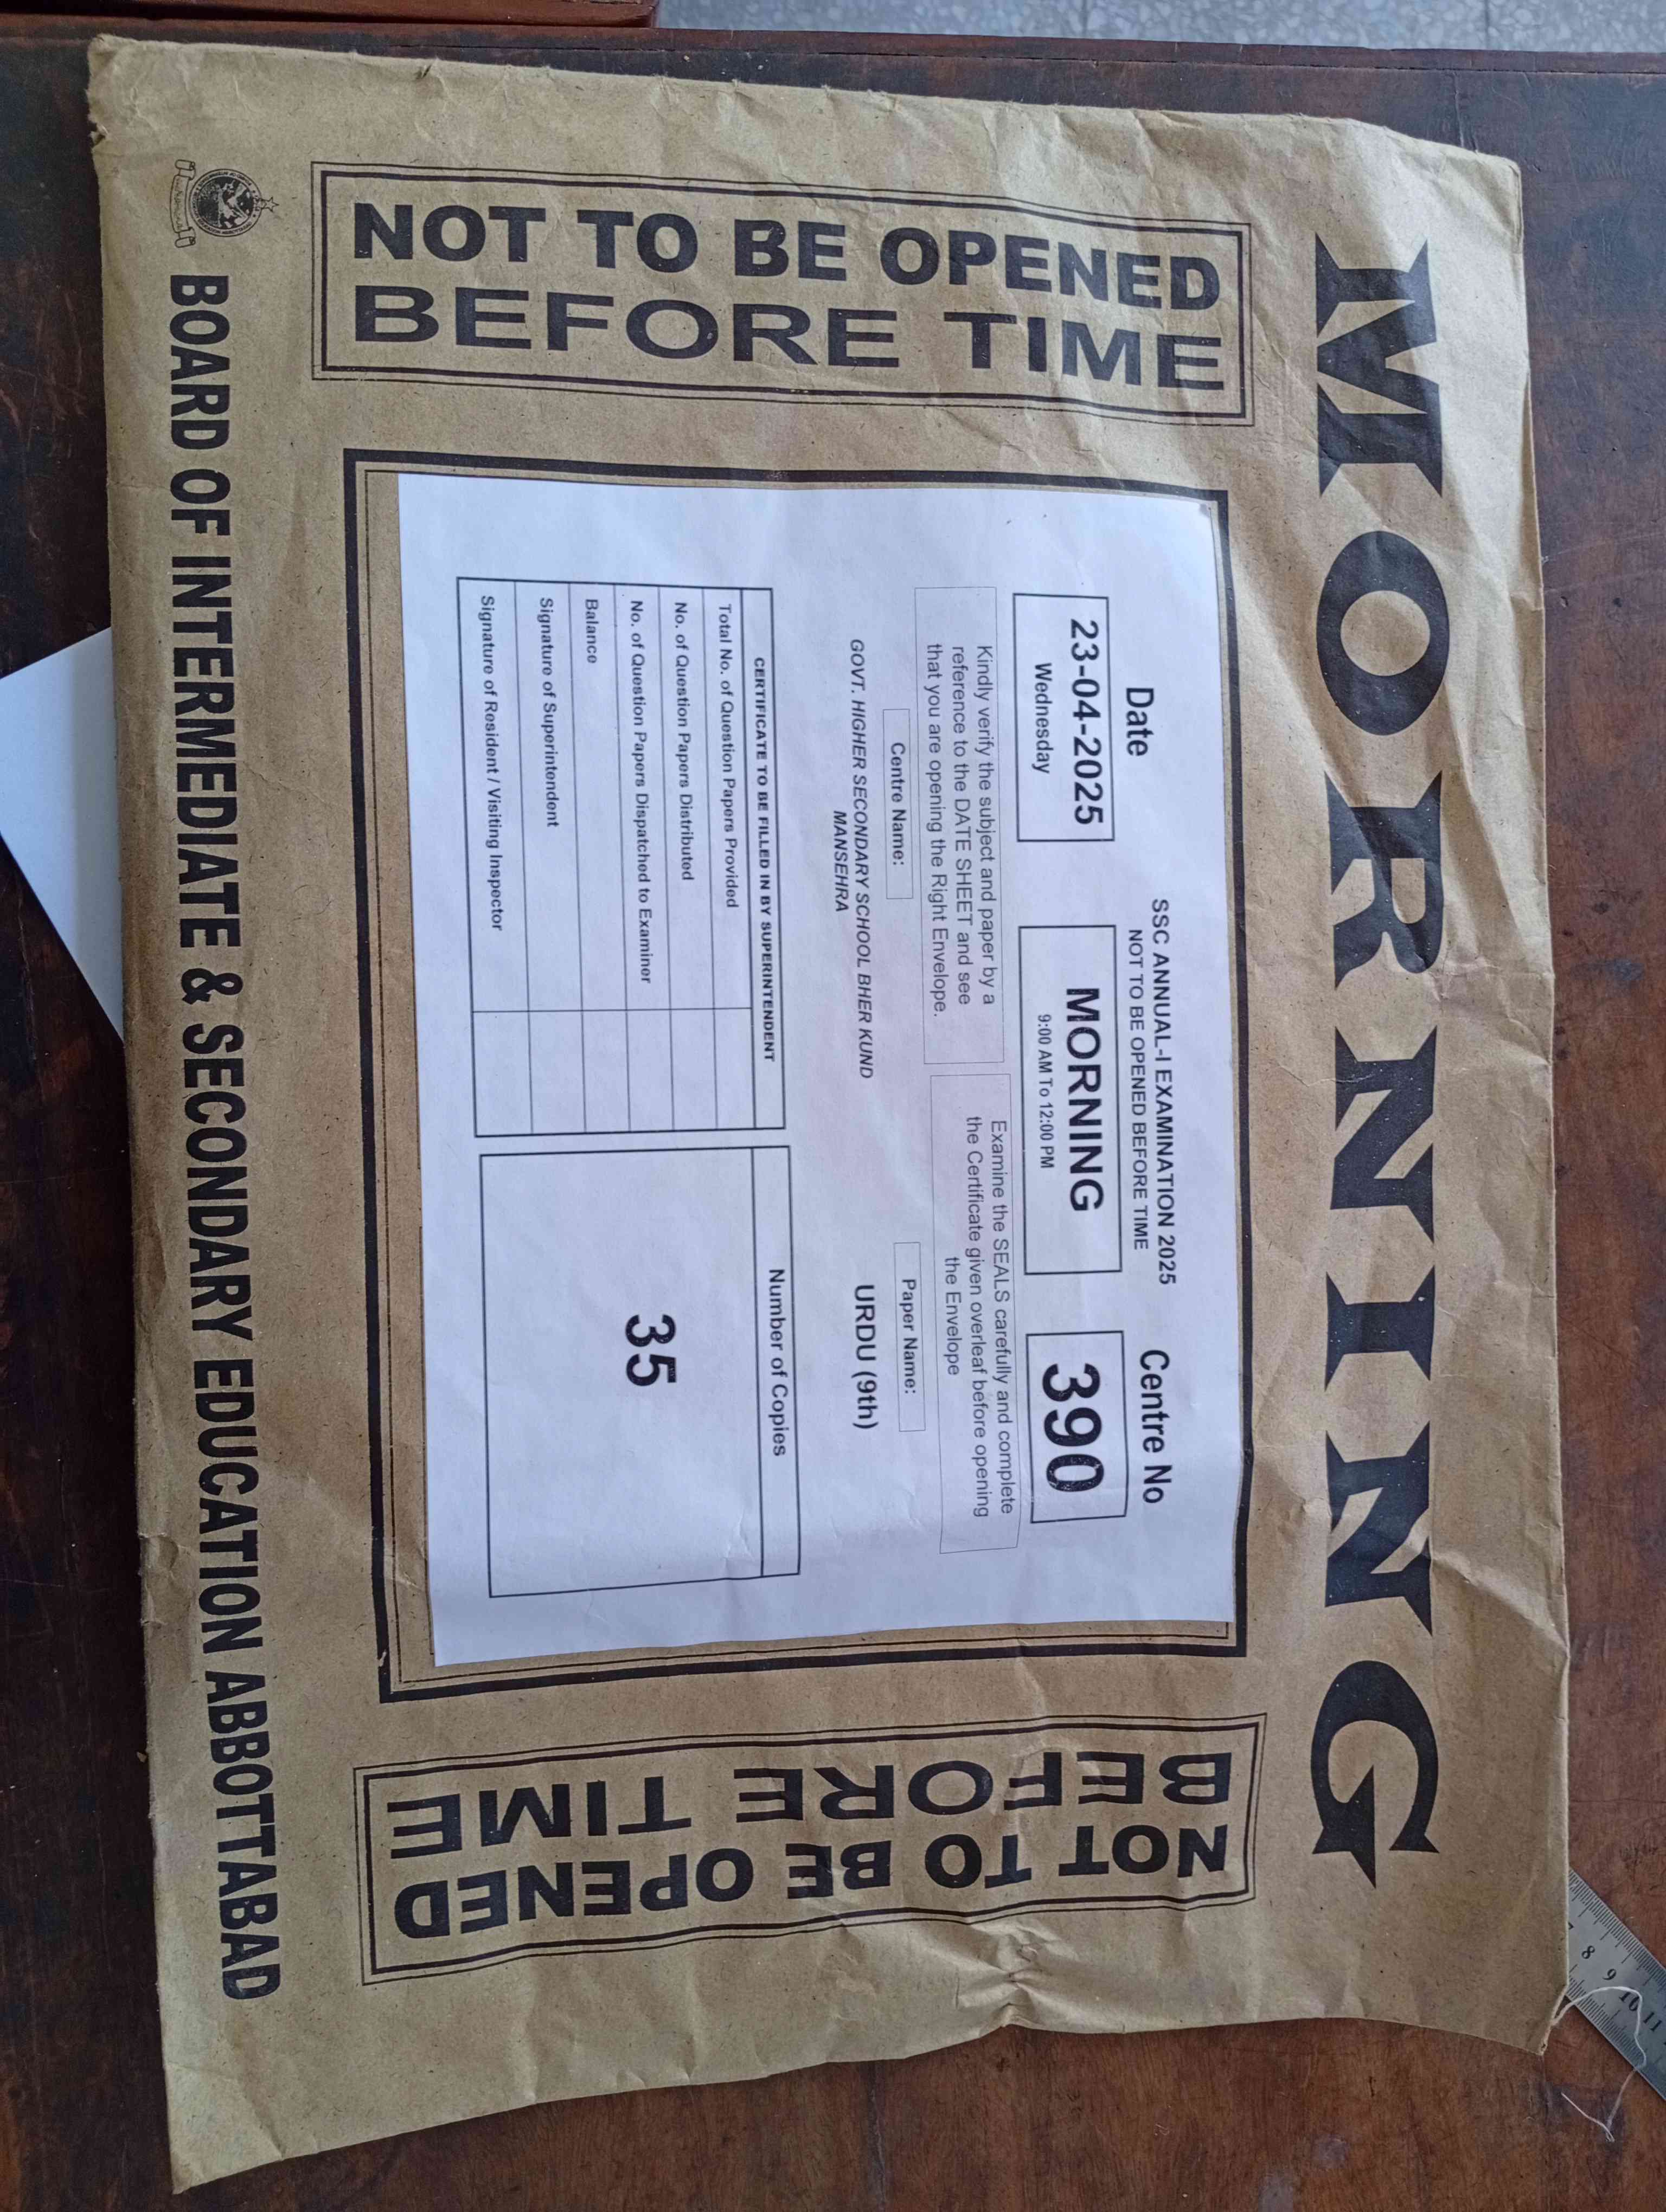 MORNING
NOT TO BE OPENED
BEFORE TIME
SSC ANNUAL-I EXAMINATION 2025
NOT TO BE OPENED BEFORE TIME
Date
23-04-2025
Wednesday
MORNING
9:00 AM To 12:00 PM
Centre No
390
Kindly verify the subject and paper by a
reference to the DATE SHEET and see
that you are opening the Right Envelope.
Examine the SEALS carefully and complete
the Certificate given overleaf before opening
the Envelope
Centre Name:
GOVT. HIGHER SECONDARY SCHOOL BHER KUND
MANSEHRA
Paper Name:
URDU (9th)
CERTIFICATE TO BE FILLED IN BY SUPERINTENDENT
Total No. of Question Papers Provided
No. of Question Papers Distributed
No. of Question Papers Dispatched to Examiner
Balance
Signature of Superintendent
Signature of Resident / Visiting Inspector
Number of Copies
35
NOT TO BE OPENED
BEFORE TIME
BOARD OF INTERMEDIATE & SECONDARY EDUCATION ABBOTTABAD
8 9 10 11